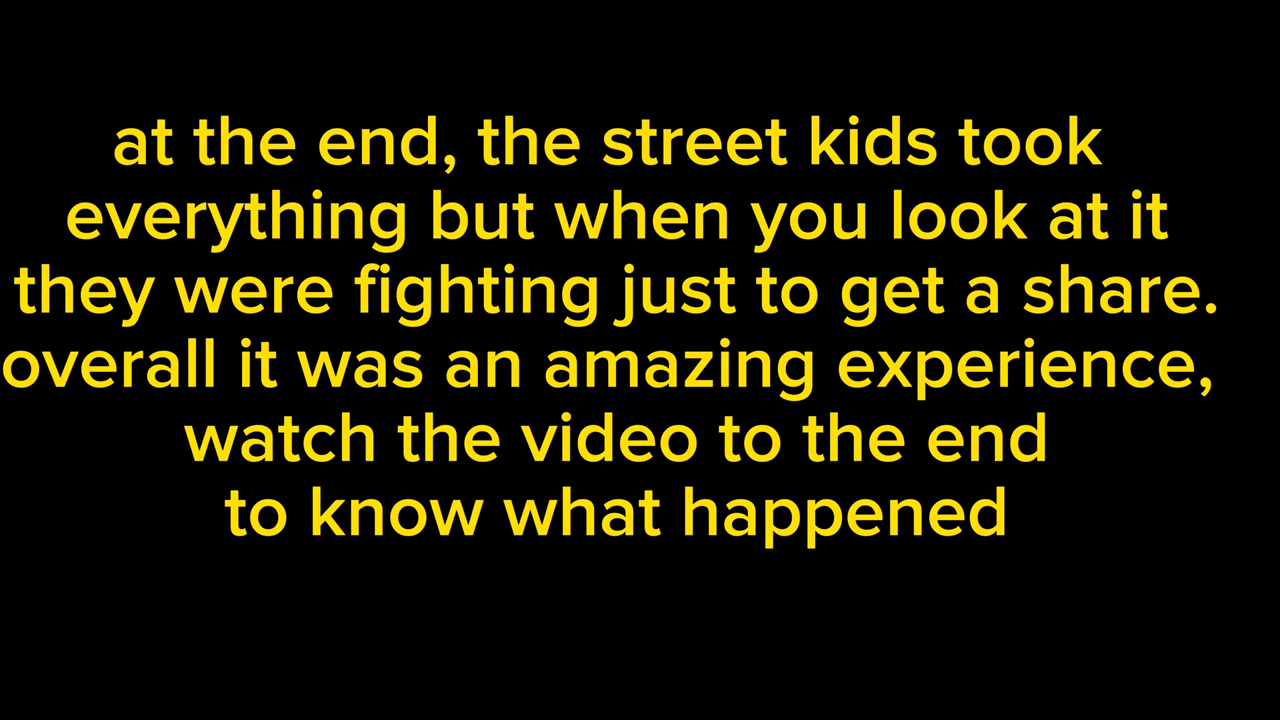 at the end, the street kids took
everything but when you look at it
they were fighting just to get a share.
overall it was an amazing experience,
watch the video to the end
to know what happened